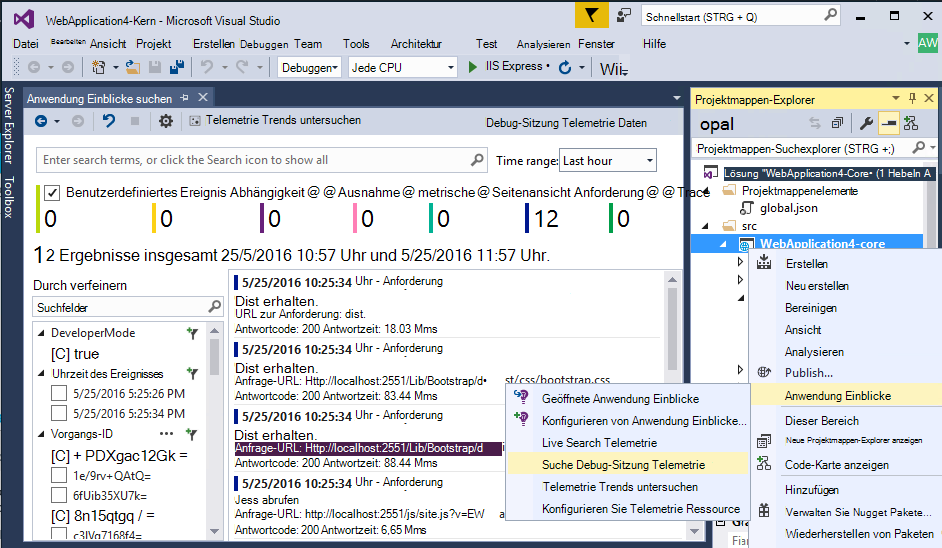 WebApplication4-Kern - Microsoft Visual Studio
Schnellstart (STRG + Q)
Datei Bearbeiten Ansicht Projekt Erstellen Debuggen Team Tools Architektur Test Analysieren Fenster Hilfe
AW
Debuggen Jede CPU IIS Express Wii
Server Explorer
Toolbox
Anwendung Einblicke suchen
Telemetrie Trends untersuchen
Debug-Sitzung Telemetrie Daten
Enter search terms, or click the Search icon to show all
Time range: Last hour
Benutzerdefiniertes Ereignis Abhängigkeit @ @ Ausnahme @ metrische @ Seitenansicht Anforderung @ @ Trace
0 0 0 0 0 12 0
12 Ergebnisse insgesamt 25/5/2016 10:57 Uhr und 5/25/2016 11:57 Uhr.
Durch verfeinern
Suchfelder
DeveloperMode
[C] true
Uhrzeit des Ereignisses
5/25/2016 5:25:26 PM
5/25/2016 5:25:34 PM
Vorgangs-ID
[C] + PDXgac12Gk =
1e/9rv+QAtQ=
6fUib35XU7k=
[C] 8n15qtgq / =
c3IVg7168f4=
5/25/2016 10:25:34 Uhr - Anforderung
Dist erhalten.
URL zur Anforderung: dist.
Antwortcode: 200 Antwortzeit: 18.03 Mms
5/25/2016 10:25:34 Uhr - Anforderung
Dist erhalten.
Anfrage-URL: Http://localhost:2551/Lib/Bootstrap/d• st/css/bootstrap.css
Antwortcode: 200 Antwortzeit: 83.44 Mms
5/25/2016 10:25:34 Uhr - Anforderung
Dist erhalten.
Anfrage-URL: Http://localhost:2551/Lib/Bootstrap/d
Antwortcode: 200 Antwortzeit: 88.44 Mms
5/25/2016 10:25:34 Uhr - Anforderung
Jess abrufen
Anfrage-URL: http://localhost:2551/js/site.js?v=EW
Antwortcode: 200 Antwortzeit: 6,65 Mms
Projektmappen-Explorer
opal
Projektmappen-Suchexplorer (STRG +;)
Lösung "WebApplication4-Core• (1 Hebeln A
Projektmappenelemente
global.json
src
WebApplication4-core
Erstellen
Neu erstellen
Bereinigen
Ansicht
Analysieren
Publish...
Anwendung Einblicke
Dieser Bereich
Neue Projektmappen-Explorer anzeigen
Code-Karte anzeigen
Hinzufügen
Verwalten Sie Nuget Pakete...
Wiederherstellen von Paketen
Geöffnete Anwendung Einblicke
Konfigurieren von Anwendung Einblicke...
Live Search Telemetrie
Suche Debug-Sitzung Telemetrie
Telemetrie Trends untersuchen
Konfigurieren Sie Telemetrie Ressource